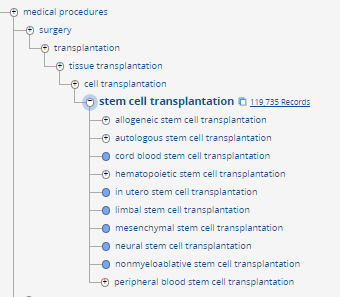 medical procedures
surgery
transplantation
tissue transplantation
cell transplantation
stem cell transplantation 119,735 Records
allogeneic stem cell transplantation
autologous stem cell transplantation
cord blood stem cell transplantation
hematopoietic stem cell transplantation
in utero stem cell transplantation
limbal stem cell transplantation
mesenchymal stem cell transplantation
neural stem cell transplantation
nonmyeloablative stem cell transplantation
peripheral blood stem cell transplantation